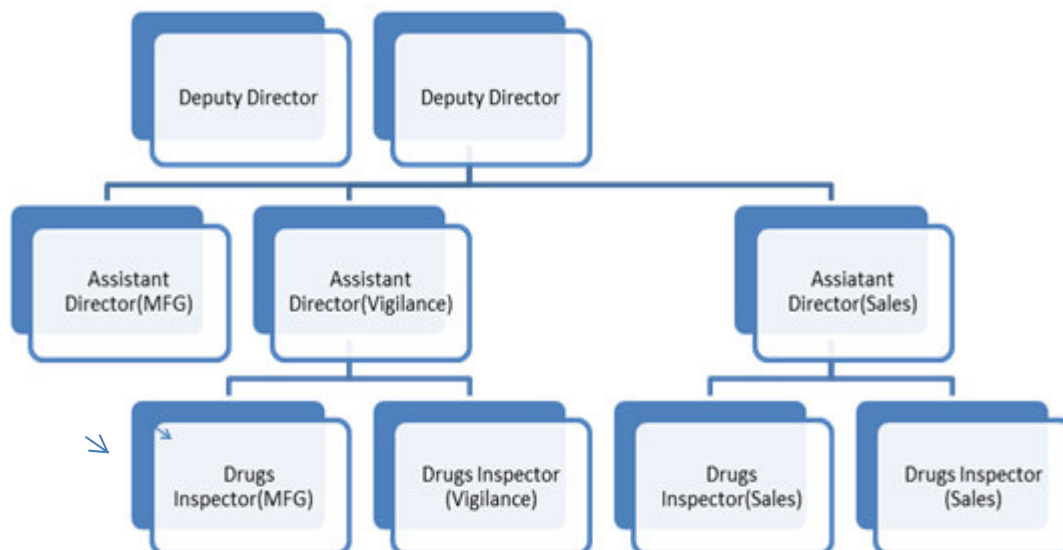 Deputy Director
Deputy Director
Assistant
Director(MFG)
Assistant
Director(Vigilance)
Assiatant
Director(Sales)
Drugs
Inspector(MFG)
Drugs Inspector
(Vigilance)
Drugs
Inspector(Sales)
Drugs Inspector
(Sales)